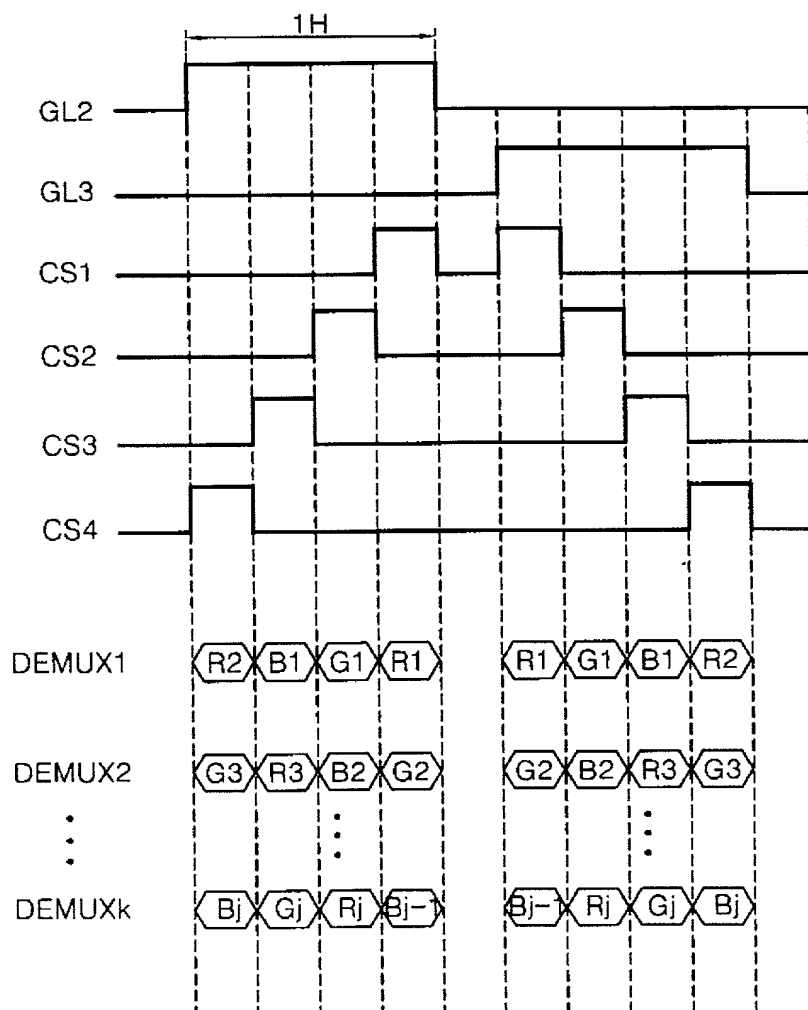 1H
GL2
GL3
CS1
CS2
CS3
CS4
DEMUX1 R2 B1 G1 R1 R1 G1 B1 R2
DEMUX2 G3 R3 B2 G2 G2 B2 R3 G3
DEMUXk Bj Gj Rj Bj-1 Bj-1 Rj Gj Bj